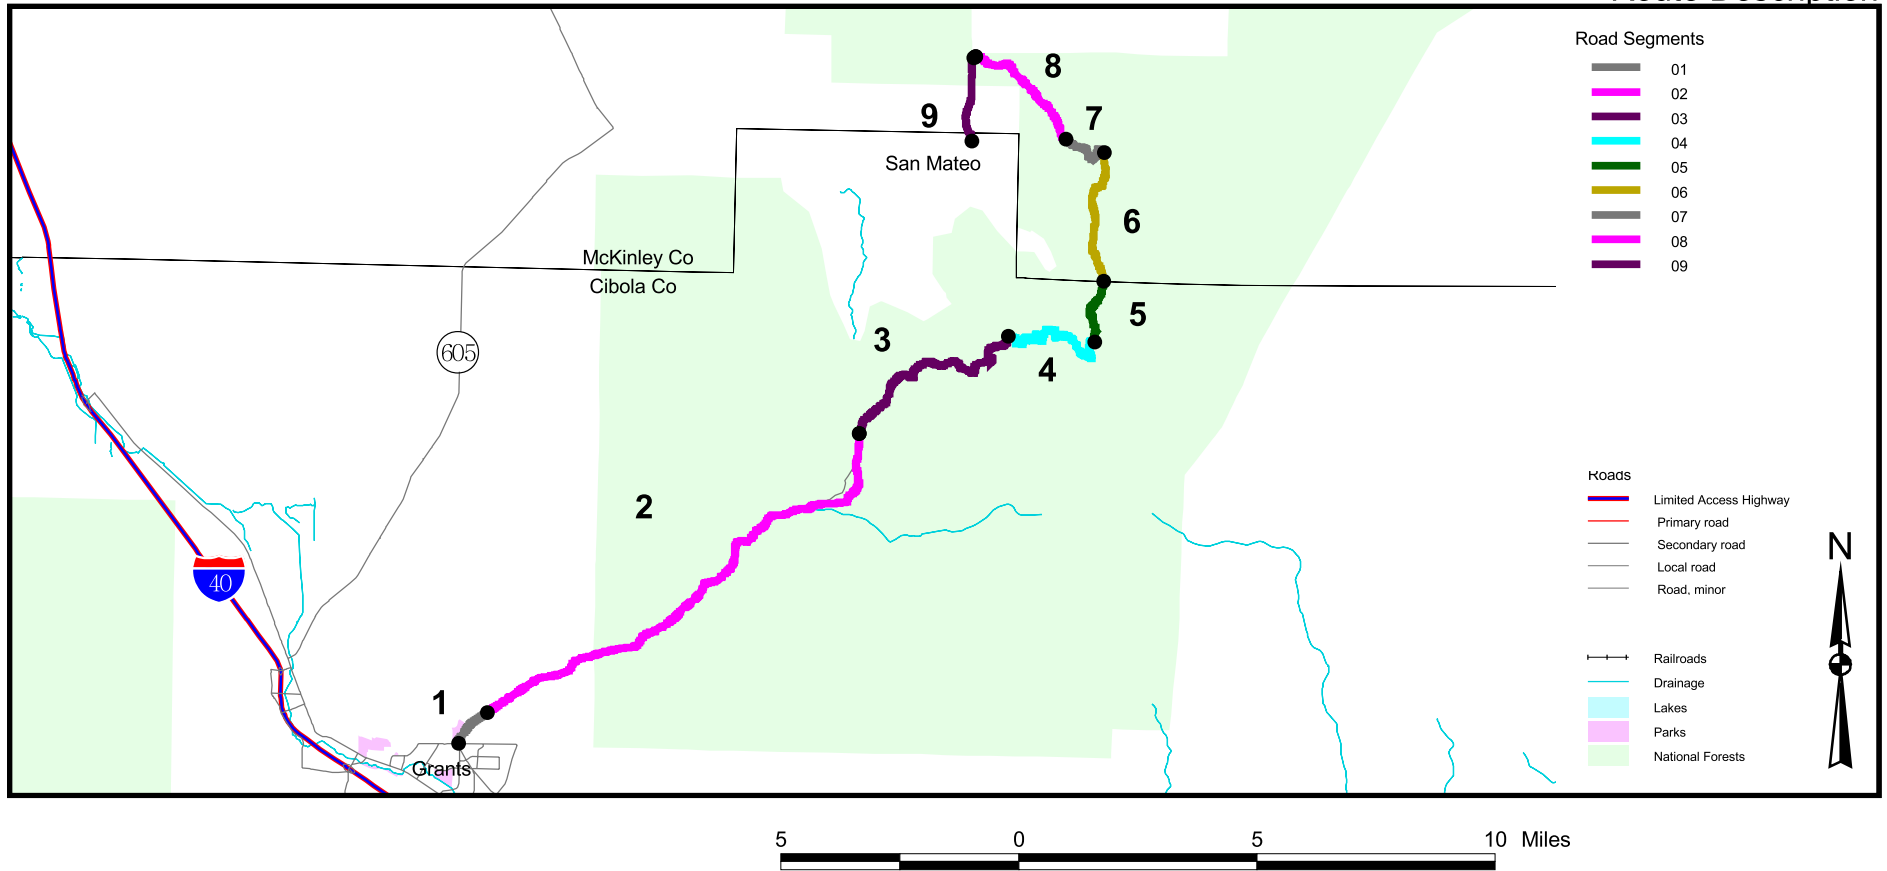 Route Description
Road Segments
01
02
03
04
05
06
07
08
09
8
7
9
San Mateo
6
McKinley Co
Cibola Co
5
3
605
4
2
40
1
Grants
Roads
Limited Access Highway
Primary road
Secondary road
Local road
Road, minor
N
Railroads
Drainage
Lakes
Parks
National Forests
5 0 5 10 Miles